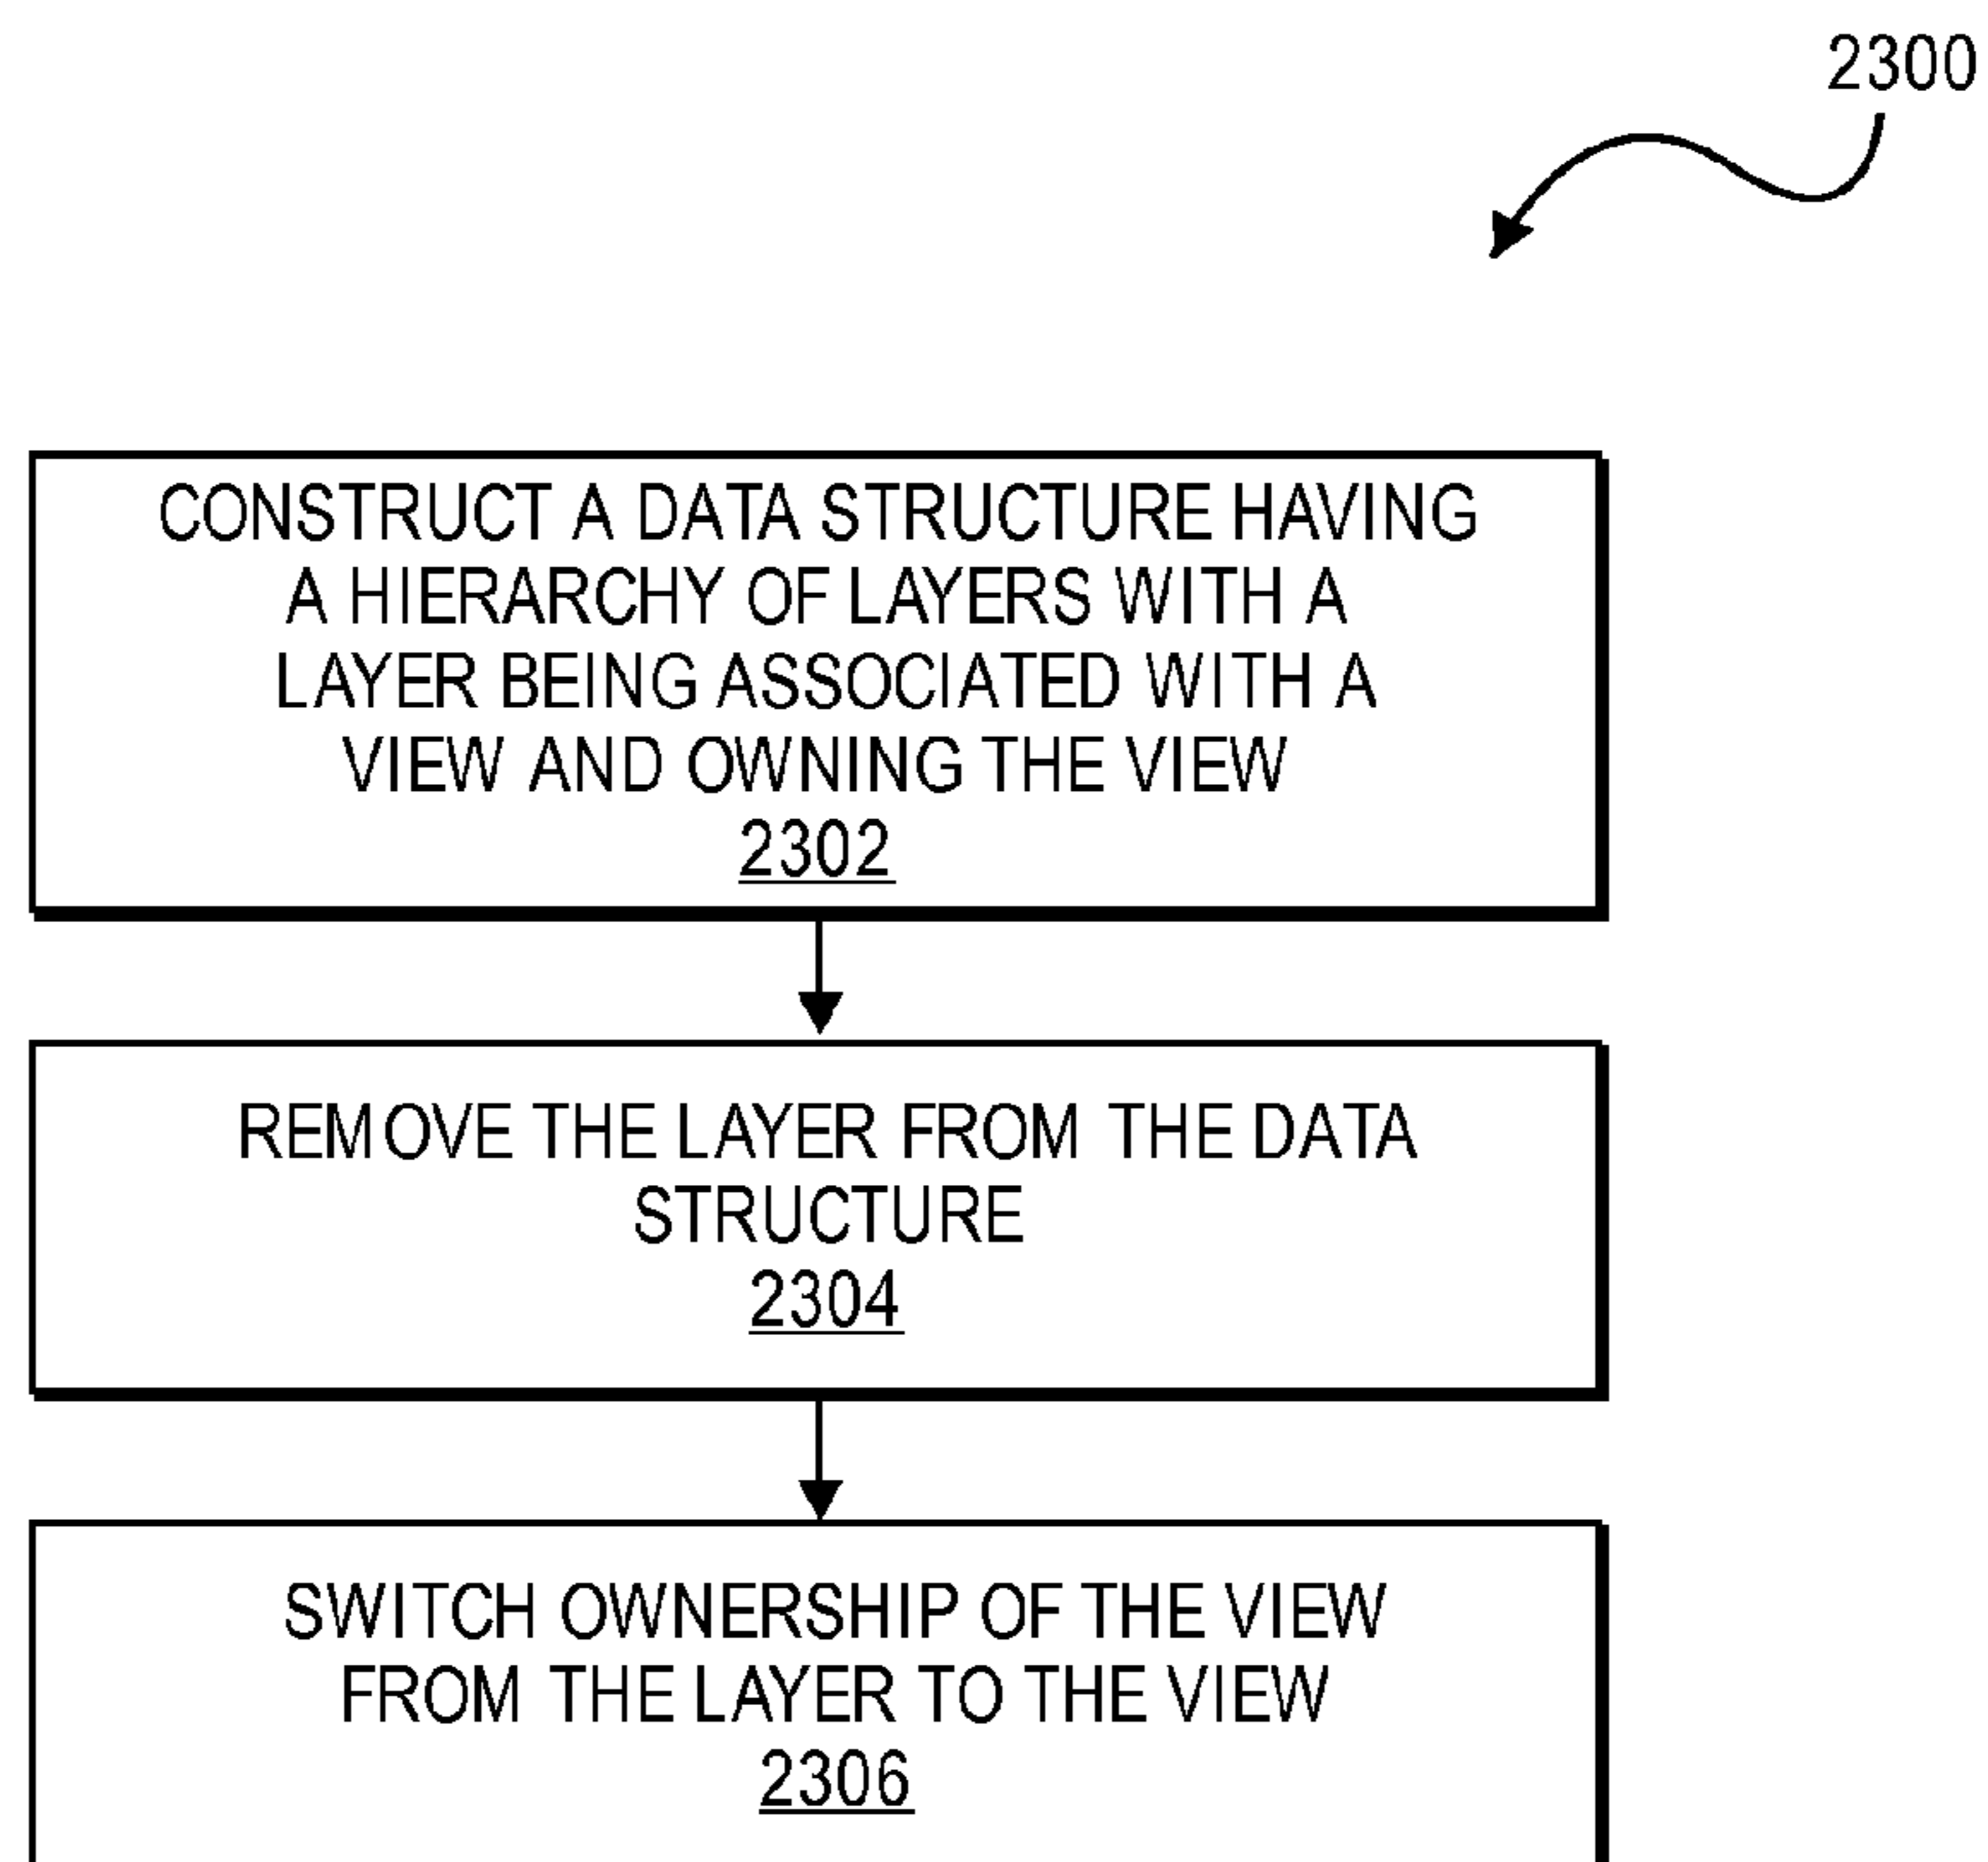 2300
CONSTRUCT A DATA STRUCTURE HAVING
A HIERARCHY OF LAYERS WITH A
LAYER BEING ASSOCIATED WITH A
VIEW AND OWNING THE VIEW
2302
REMOVE THE LAYER FROM THE DATA
STRUCTURE
2304
SWITCH OWNERSHIP OF THE VIEW
FROM THE LAYER TO THE VIEW
2306